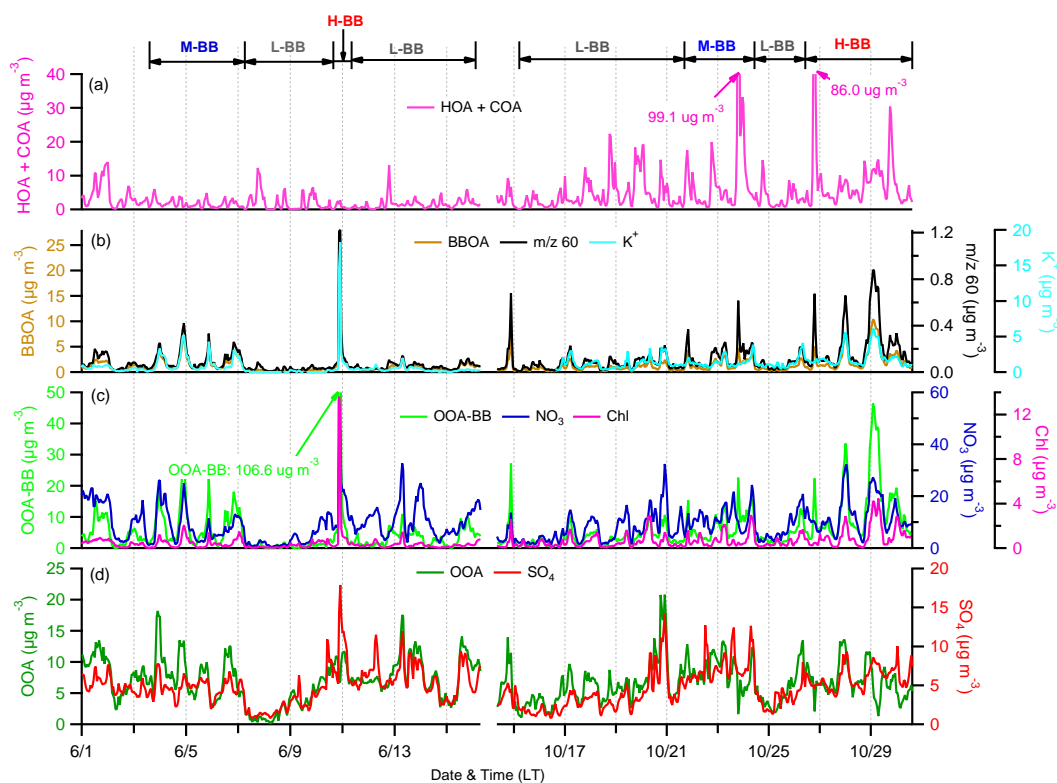 H-BB
M-BB L-BB L-BB L-BB M-BB L-BB H-BB
(a)
HOA + COA
99.1 ug m-3
86.0 ug m-3
HOA + COA (µg m-3)
40
30
20
10
0
(b)
BBOA m/z 60 K+
BBOA (µg m-3)
25
20
15
10
5
0
1.2
0.8
0.4
0.0
m/z 60 (µg m-3)
20
15
10
5
0
K+ (µg m-3)
(c)
OOA-BB NO3 Chl
OOA-BB: 106.6 ug m-3
OOA-BB (µg m-3)
50
40
30
20
10
0
60
40
20
0
NO3 (µg m-3)
12
8
4
0
Chl (µg m-3)
(d)
OOA SO4
OOA (µg m-3)
25
20
15
10
5
0
20
15
10
5
0
SO4 (µg m-3)
6/1 6/5 6/9 6/13 10/17 10/21 10/25 10/29
Date & Time (LT)